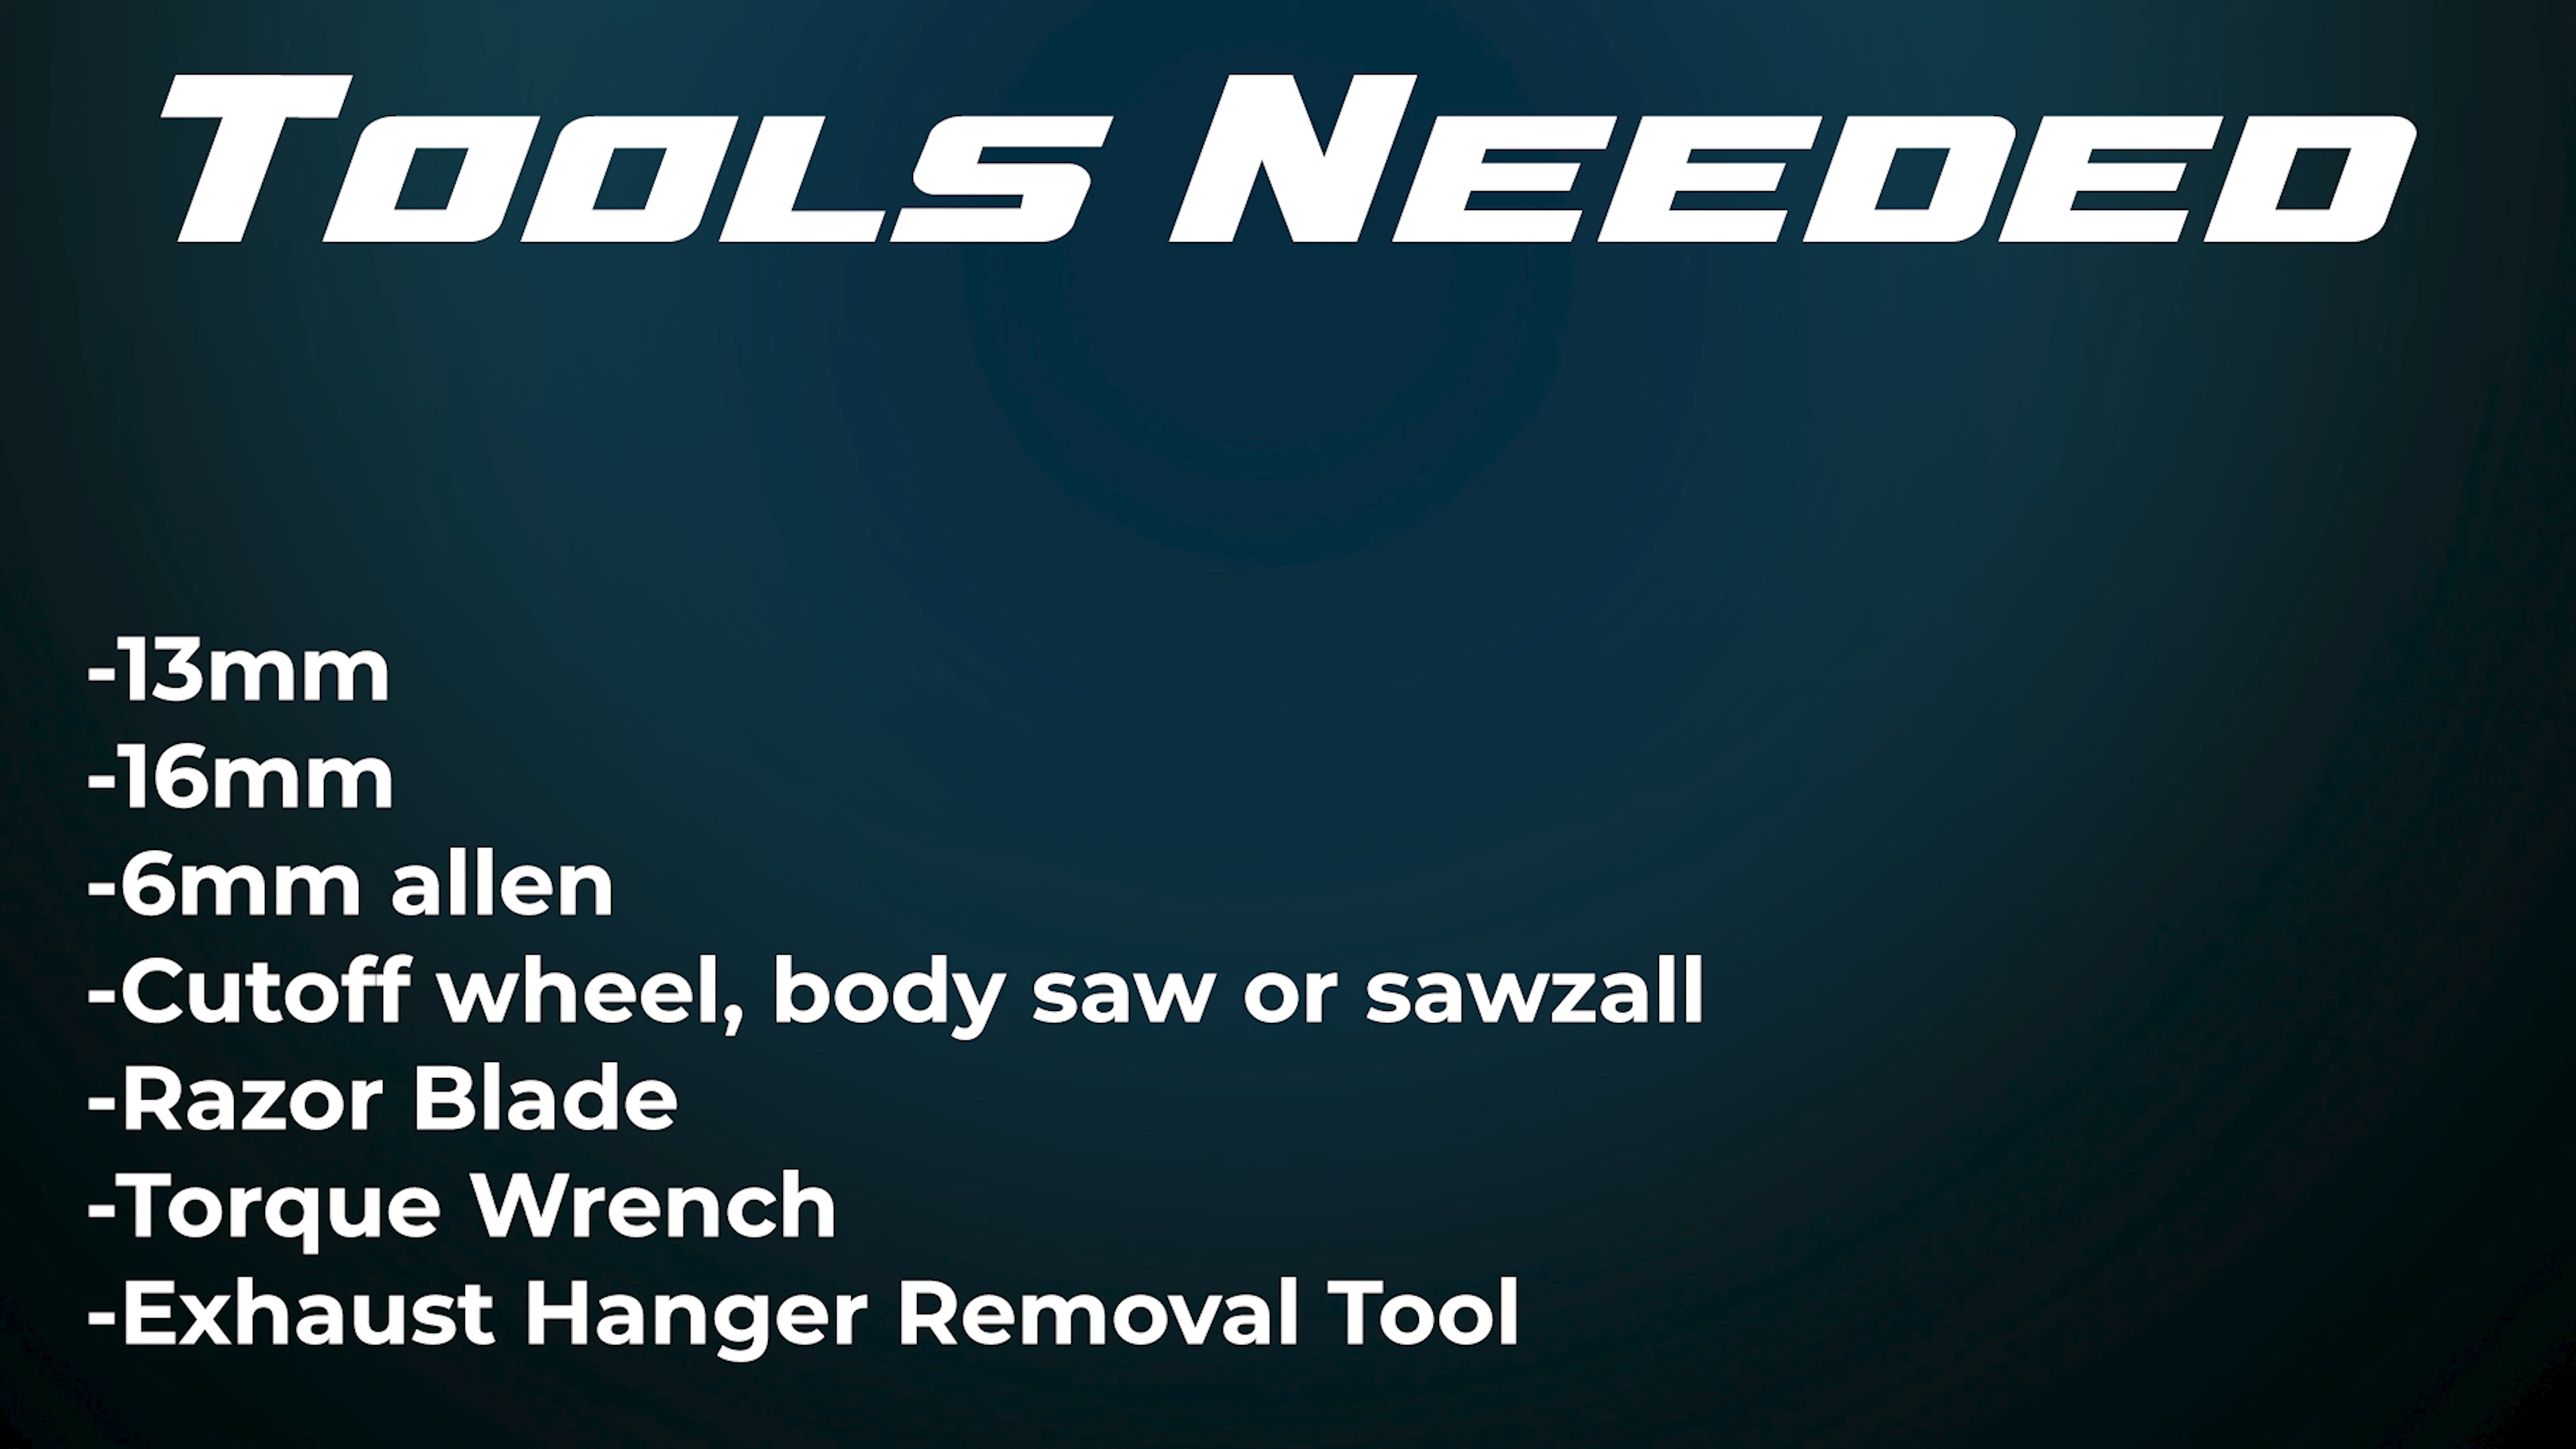 Tools Needed
-13mm
-16mm
-6mm allen
-Cutoff wheel, body saw or sawzall
-Razor Blade
-Torque Wrench
-Exhaust Hanger Removal Tool